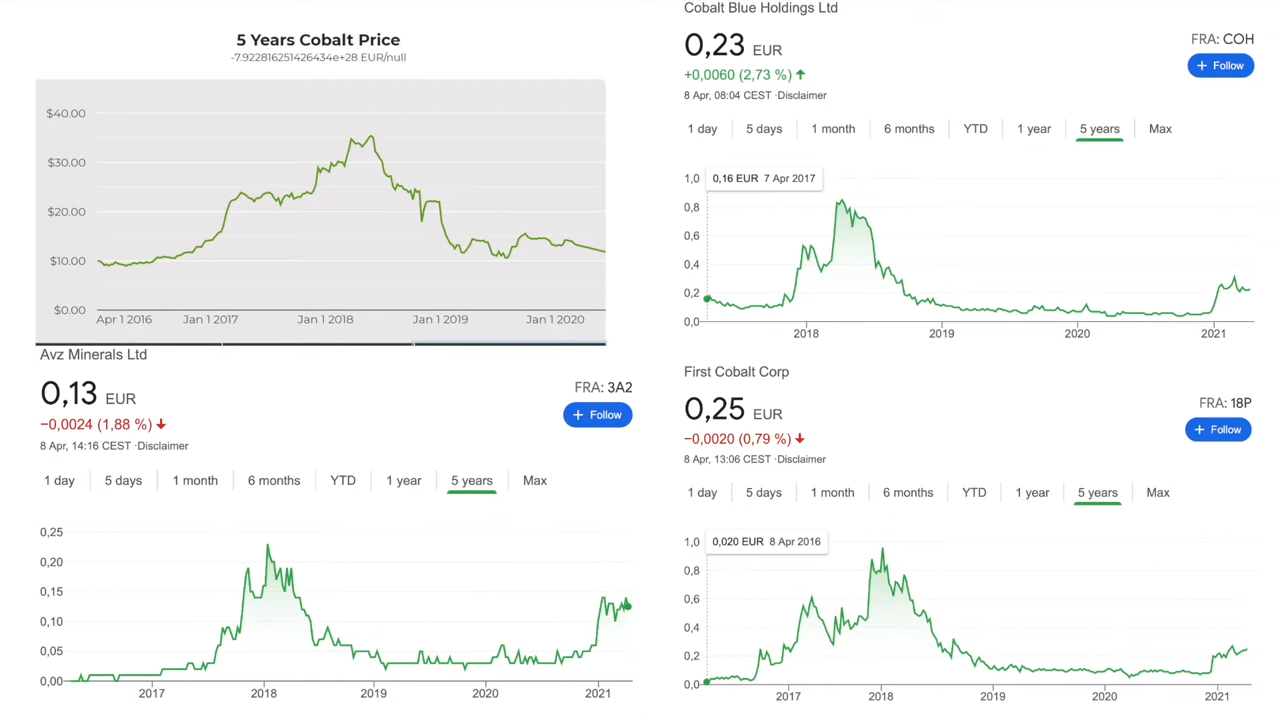 5 Years Cobalt Price
-7.922816251426434e+28 EUR/null
$40.00
$30.00
$20.00
$10.00
$0.00
Apr 1 2016 Jan 1 2017 Jan 1 2018 Jan 1 2019 Jan 1 2020
Cobalt Blue Holdings Ltd
0,23 EUR
FRA: COH
+0,0060 (2,73 %) ↑
+ Follow
8 Apr, 08:04 CEST ·Disclaimer
1 day 5 days 1 month 6 months YTD 1 year 5 years Max
0,16 EUR 7 Apr 2017
1,0
0,8
0,6
0,4
0,2
0,0
2018 2019 2020 2021
Avz Minerals Ltd
0,13 EUR
FRA: 3A2
−0,0024 (1,88 %) ↓
+ Follow
8 Apr, 14:16 CEST ·Disclaimer
1 day 5 days 1 month 6 months YTD 1 year 5 years Max
0,25
0,20
0,15
0,10
0,05
0,00
2017 2018 2019 2020 2021
First Cobalt Corp
0,25 EUR
FRA: 18P
−0,0020 (0,79 %) ↓
+ Follow
8 Apr, 13:06 CEST ·Disclaimer
1 day 5 days 1 month 6 months YTD 1 year 5 years Max
0,020 EUR 8 Apr 2016
1,0
0,8
0,6
0,4
0,2
0,0
2017 2018 2019 2020 2021